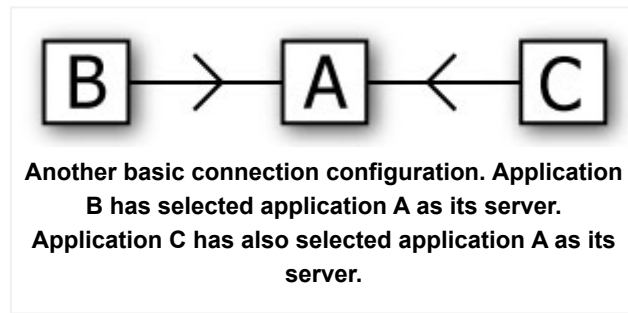 B A C
Another basic connection configuration. Application
B has selected application A as its server.
Application C has also selected application A as its
server.